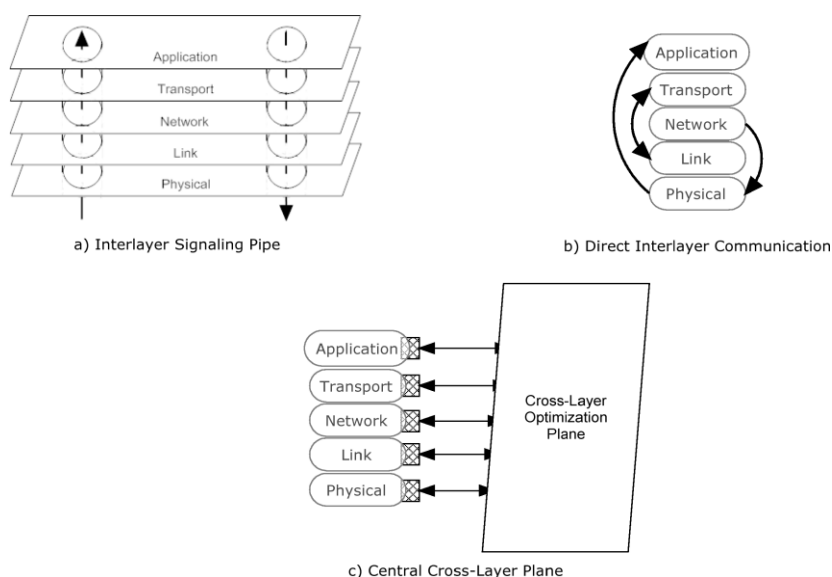 Application
Transport
Network
Link
Physical
a) Interlayer Signaling Pipe
Application
Transport
Network
Link
Physical
b) Direct Interlayer Communication
Application
Transport
Network
Link
Physical
Cross-Layer
Optimization
Plane
c) Central Cross-Layer Plane